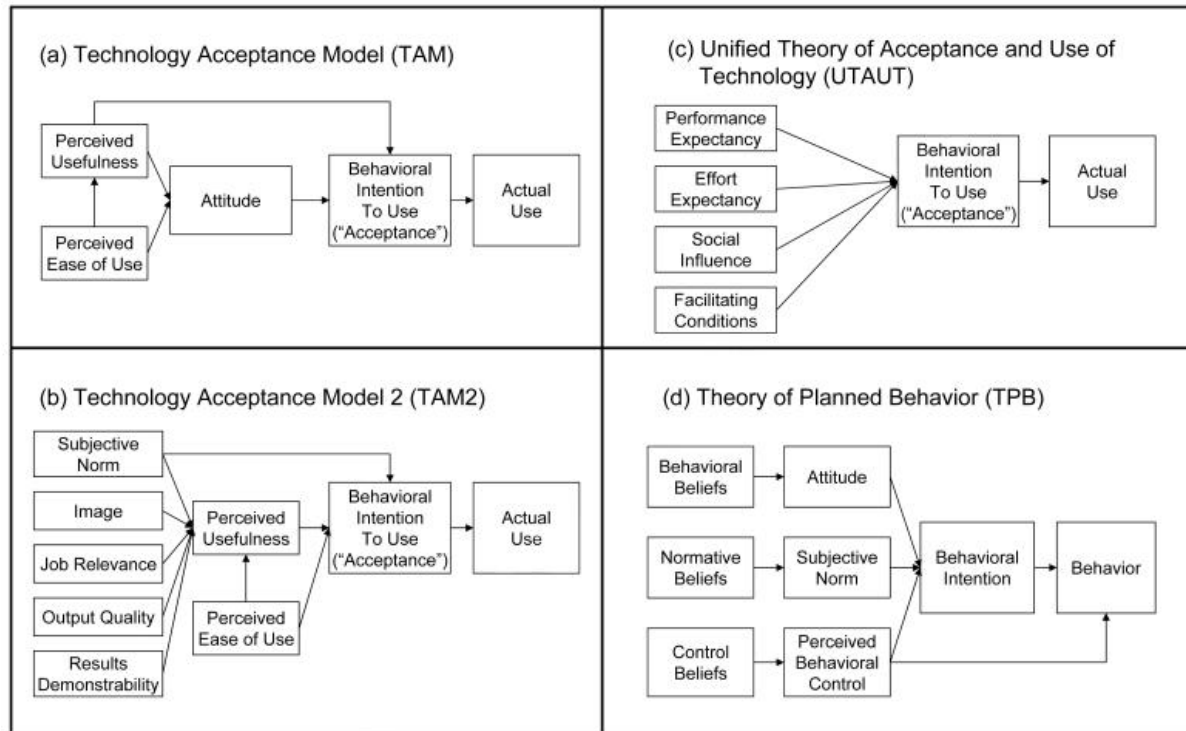 (a) Technology Acceptance Model (TAM)
Perceived
Usefulness
Perceived
Ease of Use
Attitude
Behavioral
Intention
To Use
(“Acceptance”)
Actual
Use
(b) Technology Acceptance Model 2 (TAM2)
Subjective
Norm
Image
Job Relevance
Output Quality
Results
Demonstrability
Perceived
Usefulness
Perceived
Ease of Use
Behavioral
Intention
To Use
(“Acceptance”)
Actual
Use
(c) Unified Theory of Acceptance and Use of
Technology (UTAUT)
Performance
Expectancy
Effort
Expectancy
Social
Influence
Facilitating
Conditions
Behavioral
Intention
To Use
(“Acceptance”)
Actual
Use
(d) Theory of Planned Behavior (TPB)
Behavioral
Beliefs
Attitude
Normative
Beliefs
Subjective
Norm
Control
Beliefs
Perceived
Behavioral
Control
Behavioral
Intention
Behavior